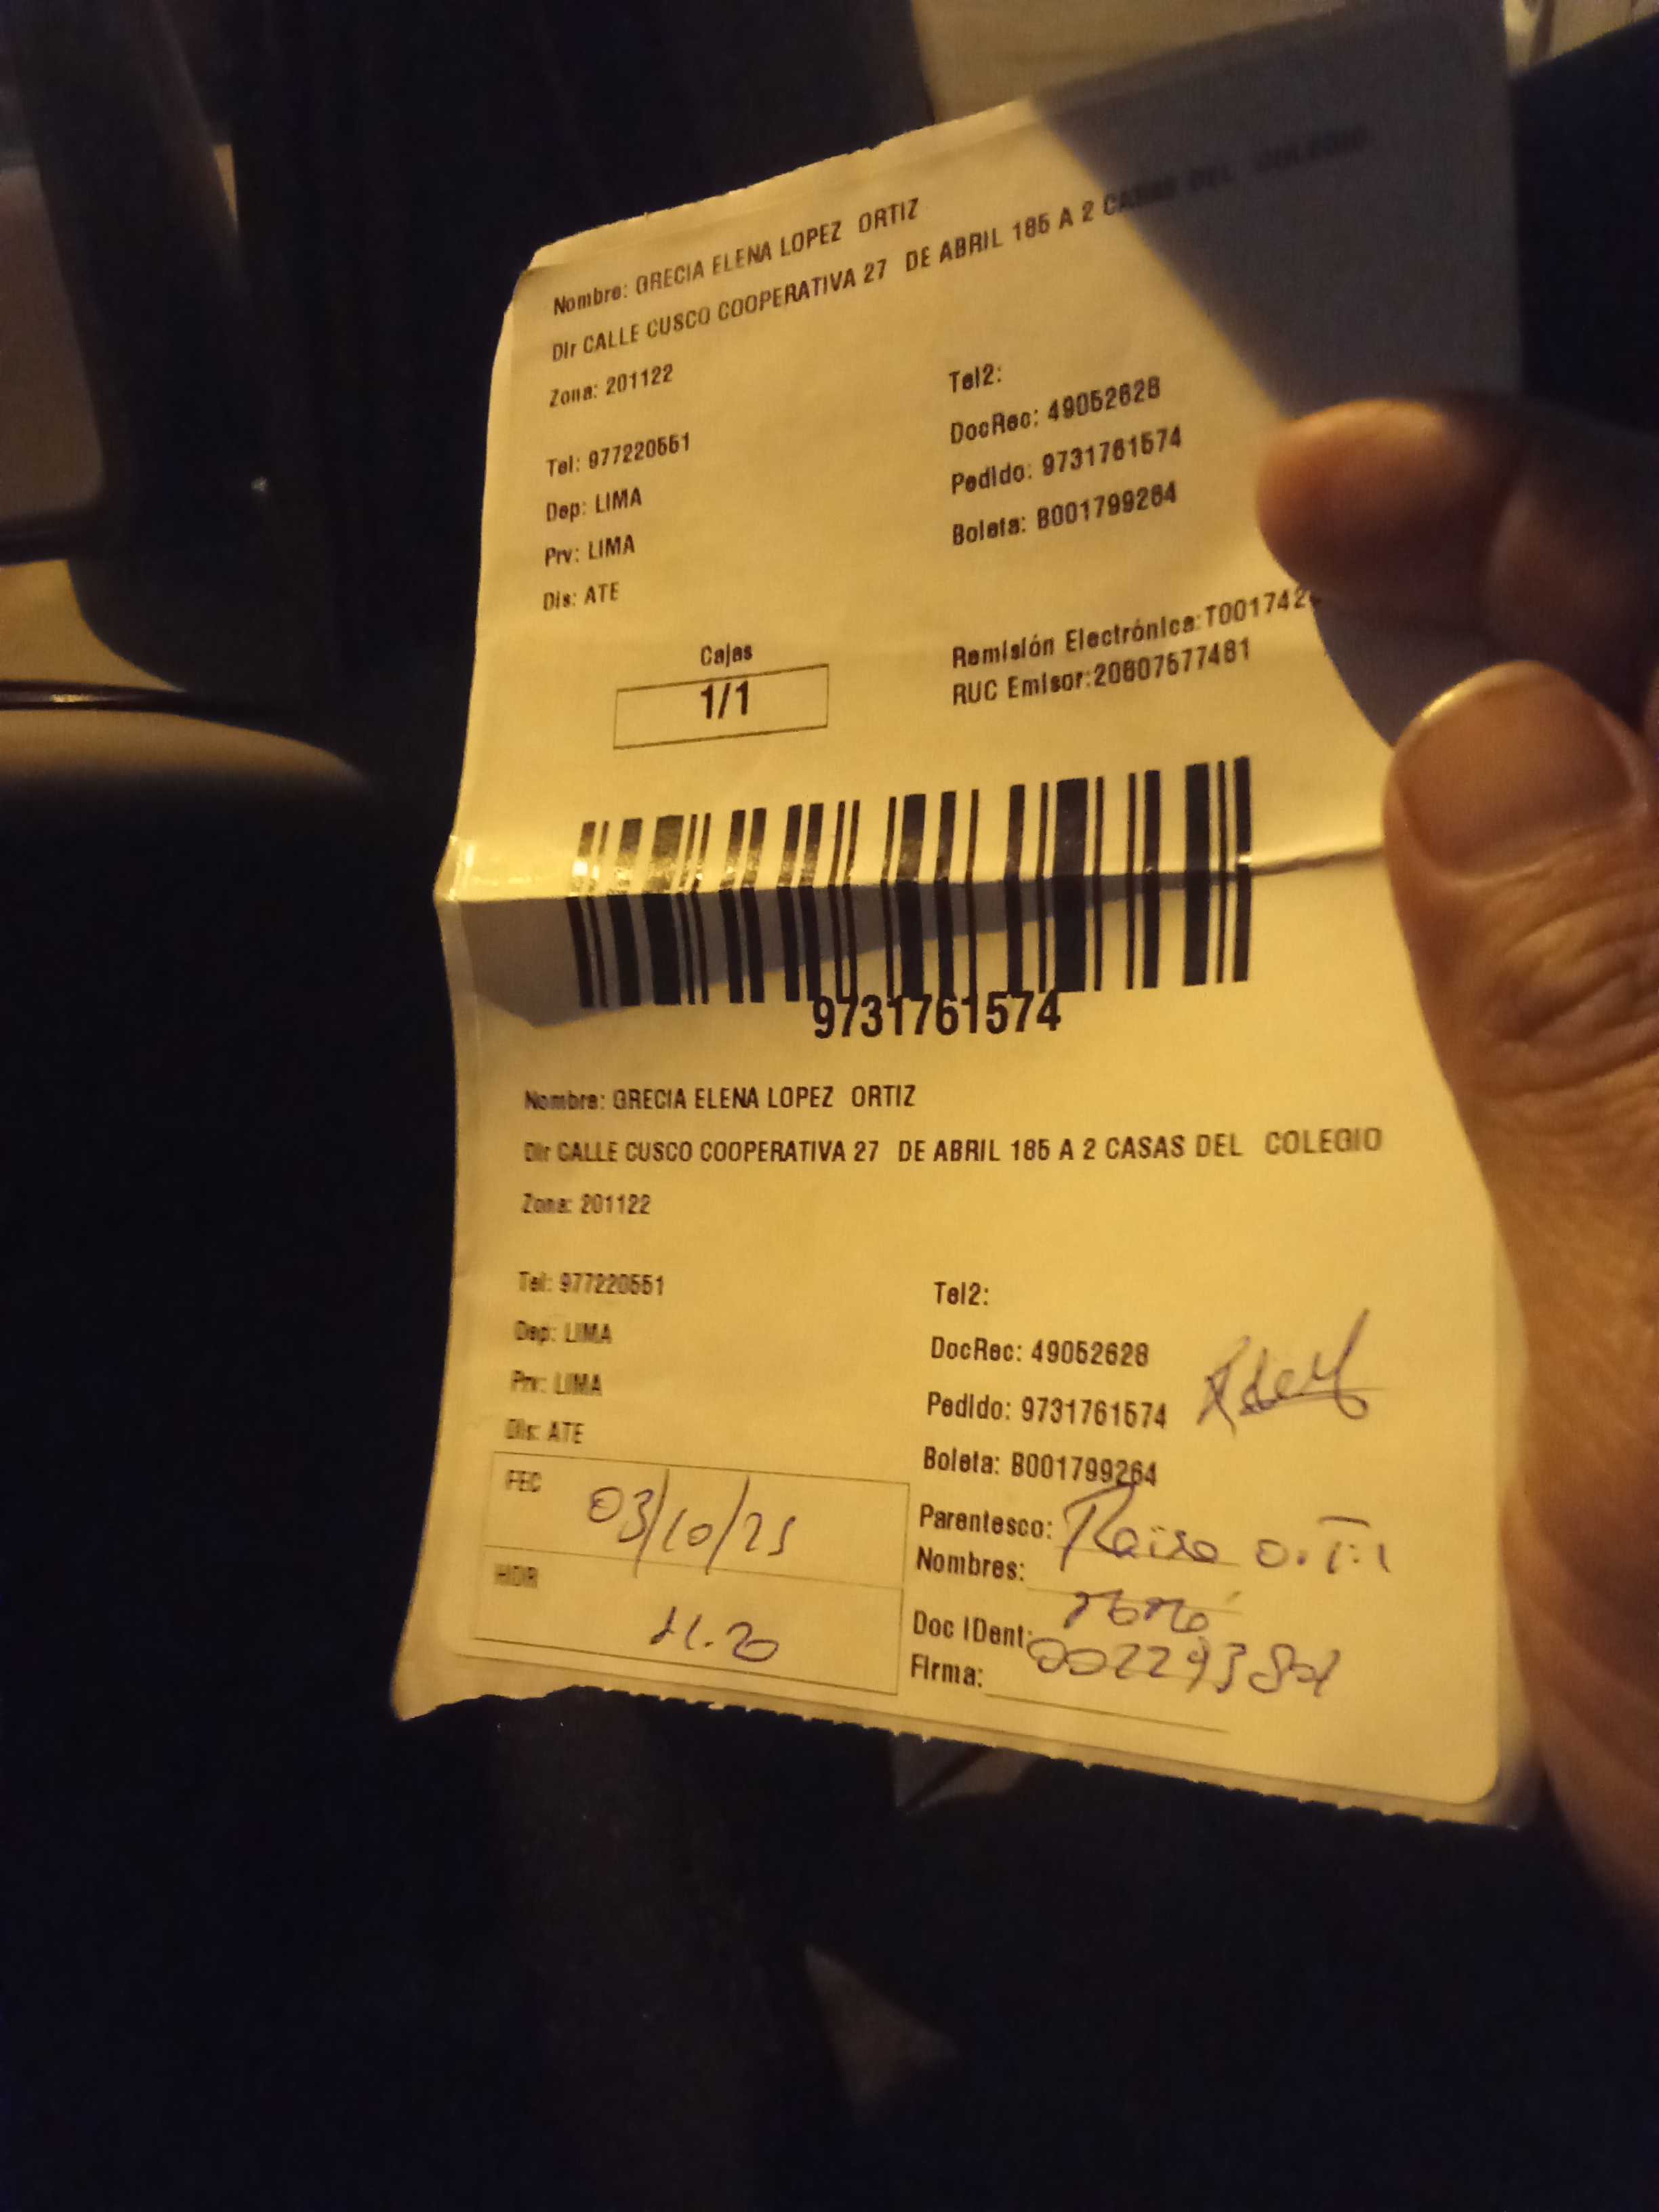 Nombre: GRECIA ELENA LOPEZ ORTIZ
Dir CALLE CUSCO COOPERATIVA 27 DE ABRIL 185 A 2 CASAS DEL COLEGIO
Zona: 201122
Tel2:
Tel: 977220551
DocRec: 49052628
Dep: LIMA
Pedido: 9731761574
Prv: LIMA
Boleta: B001799264
Dis: ATE
Cajas
1/1
Remisión Electrónica:T001742
RUC Emisor:20607577481
9731761574
Nombre: GRECIA ELENA LOPEZ ORTIZ
Dir CALLE CUSCO COOPERATIVA 27 DE ABRIL 185 A 2 CASAS DEL COLEGIO
Zona: 201122
Tel: 977220551
Tel2:
Dep: LIMA
DocRec: 49052628
Prv: LIMA
Pedido: 9731761574
Dis: ATE
Boleta: B001799264
FEC 03/10/25
Parentesco: Raiza
Nombres:
HOR
Doc IDent:
Firma: